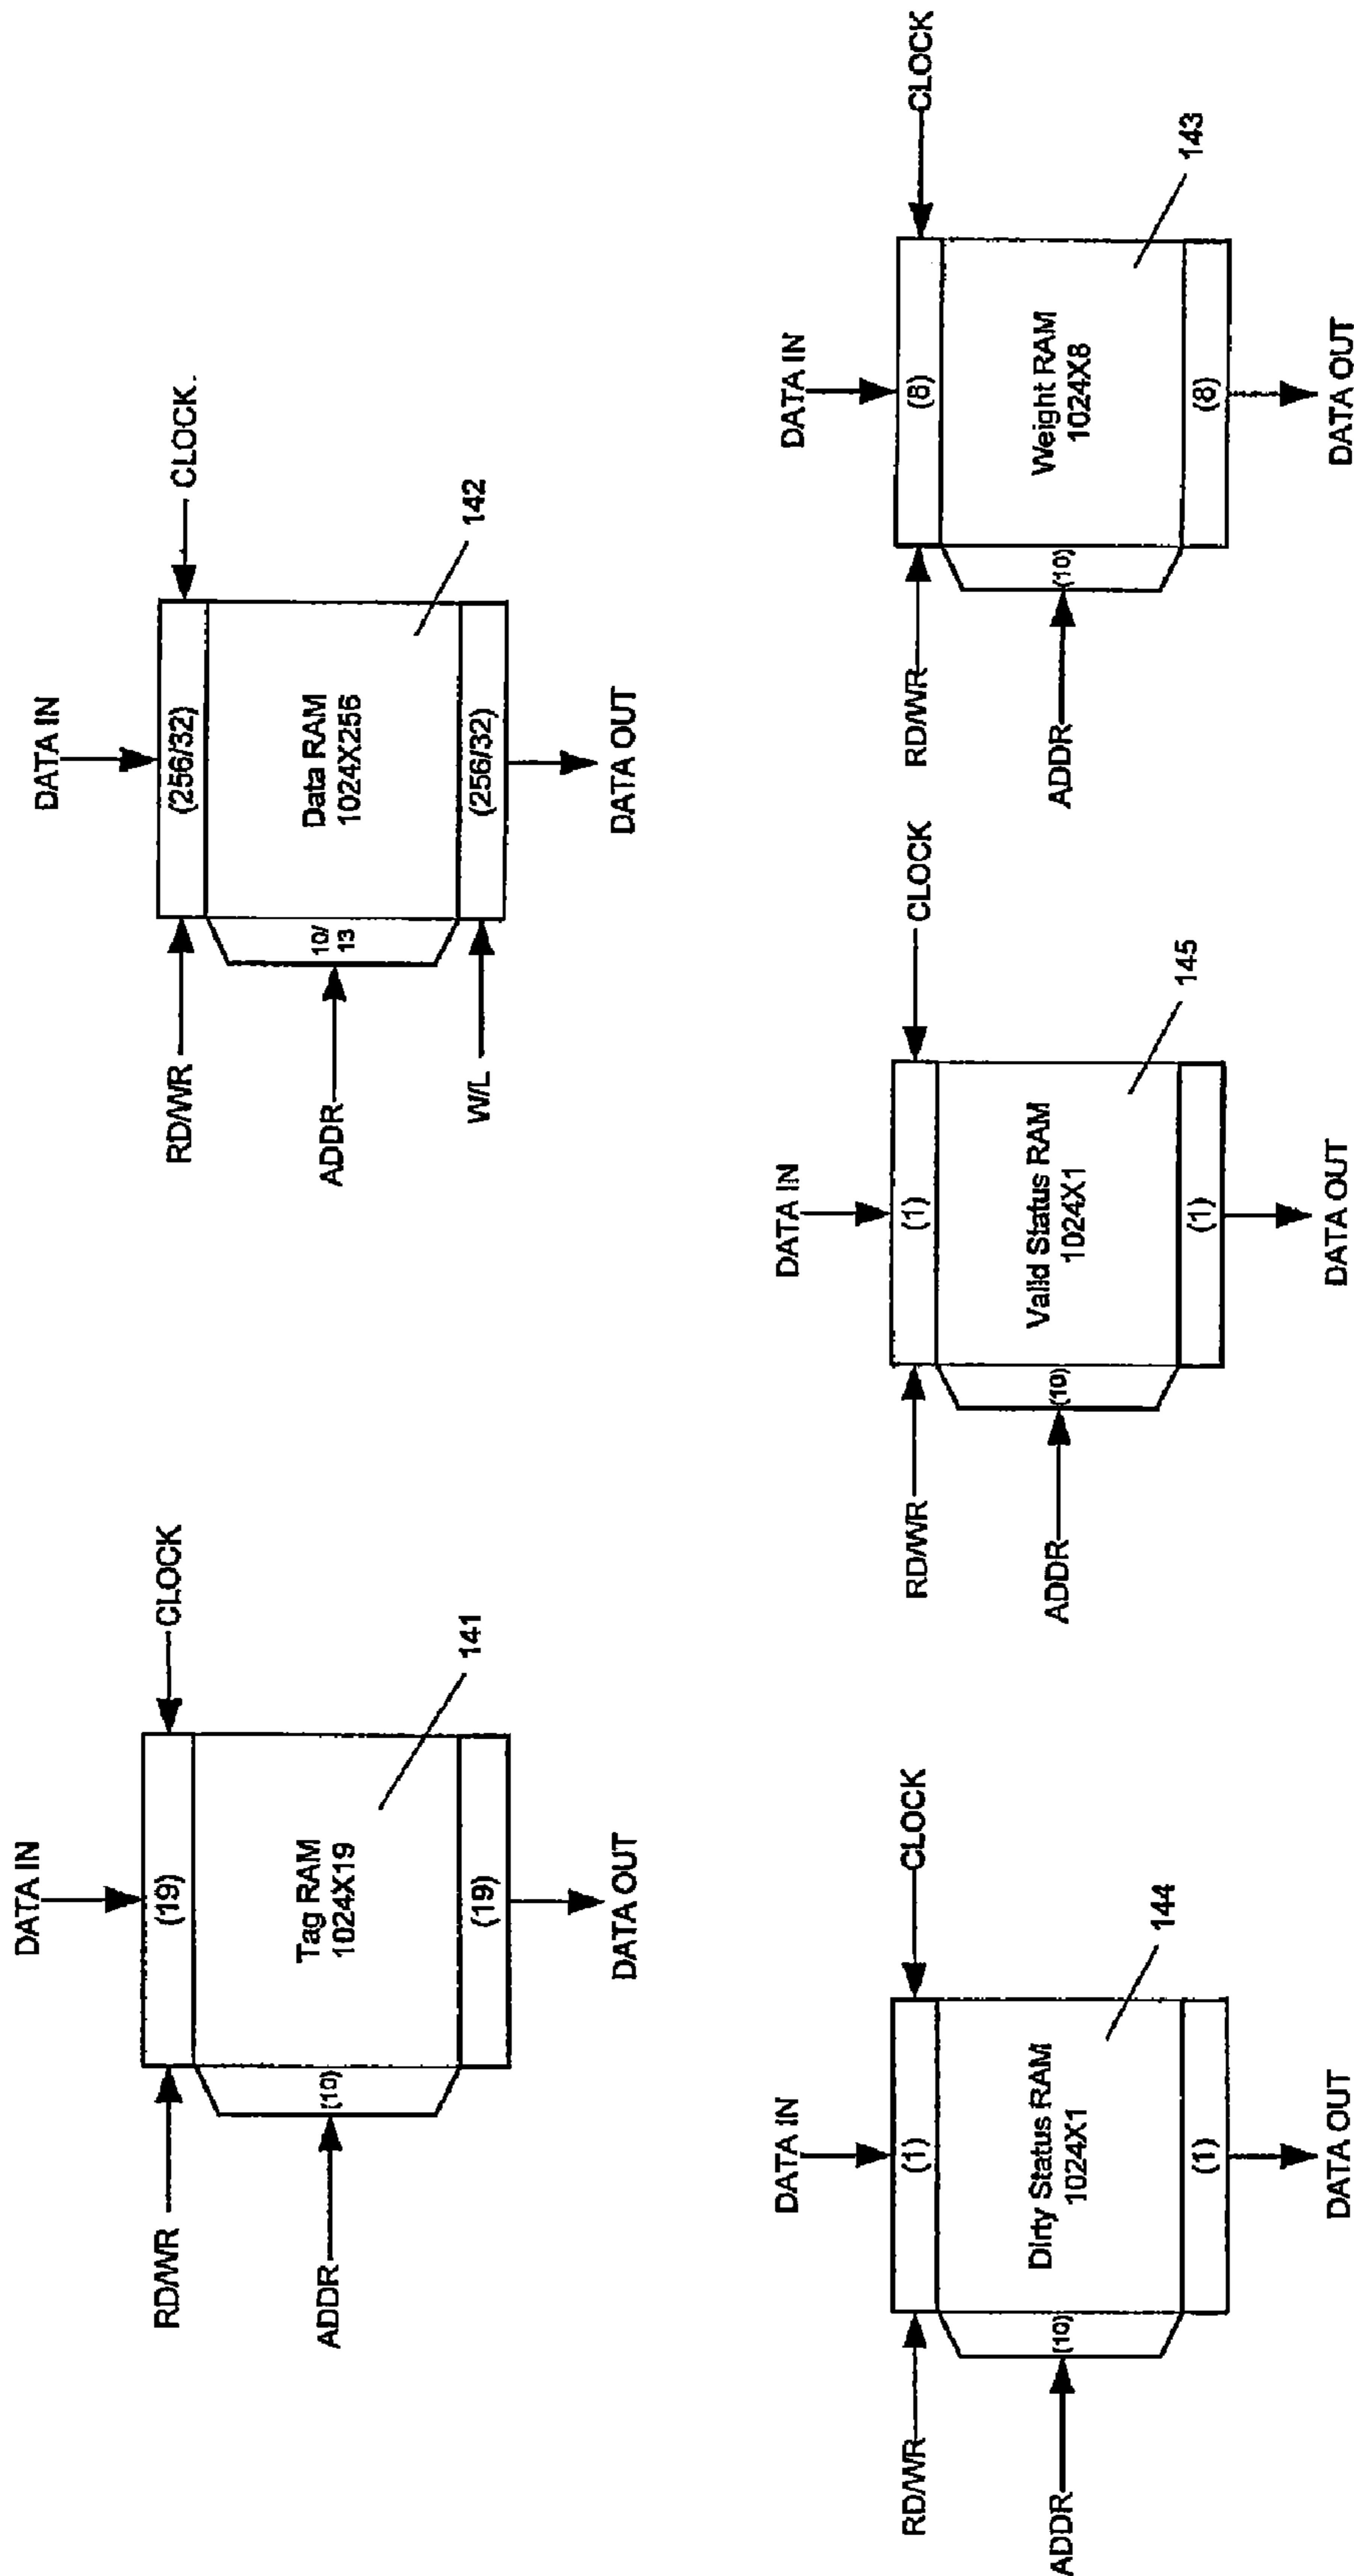 DATA IN
RD/WR
(19)
CLOCK
ADDR
(10)
Tag RAM
1024X19
141
(19)
DATA OUT
DATA IN
RD/WR
(256/32)
CLOCK.
ADDR
10/
13
Data RAM
1024X256
142
W/L
(256/32)
DATA OUT
DATA IN
RD/WR
(1)
CLOCK
ADDR
(10)
Dirty Status RAM
1024X1
144
(1)
DATA OUT
DATA IN
RD/WR
(1)
CLOCK
ADDR
(10)
Valid Status RAM
1024X1
145
(1)
DATA OUT
DATA IN
RD/WR
(8)
CLOCK
ADDR
(10)
Weight RAM
1024X8
143
(8)
DATA OUT